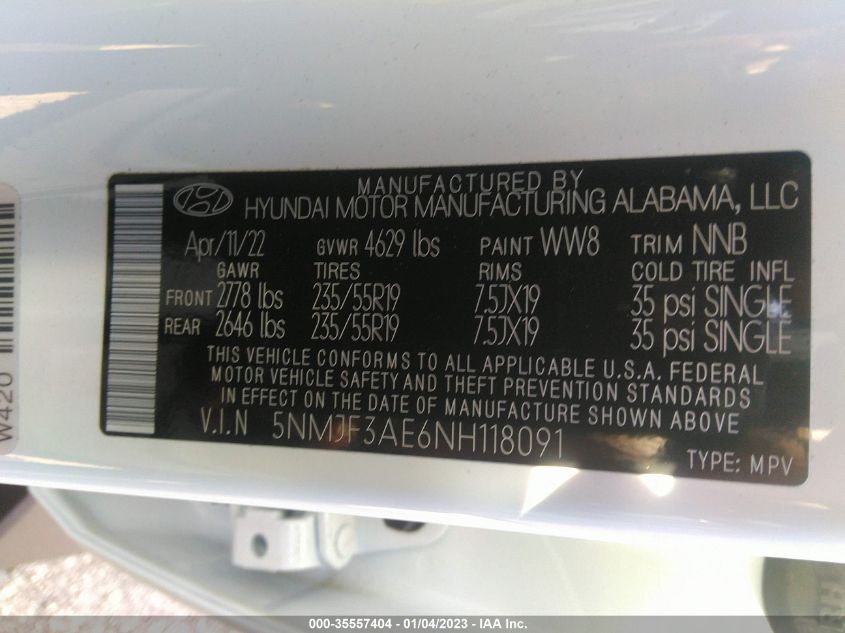 MANUFACTURED BY
HYUNDAI MOTOR MANUFACTURING ALABAMA, LLC
Apr/11/22 GVWR 4629 lbs PAINT WW8 TRIM NNB
GAWR TIRES RIMS COLD TIRE INFL
FRONT 2778 lbs 235/55R19 7.5JX19 35 psi SINGLE
REAR 2646 lbs 235/55R19 7.5JX19 35 psi SINGLE
THIS VEHICLE CONFORMS TO ALL APPLICABLE U.S.A. FEDERAL
MOTOR VEHICLE SAFETY AND THEFT PREVENTION STANDARDS
IN EFFECT ON THE DATE OF MANUFACTURE SHOWN ABOVE
V.I.N 5NMJF3AE6NH118091
TYPE: MPV
W420
000-35557404 - 01/04/2023 - IAA Inc.